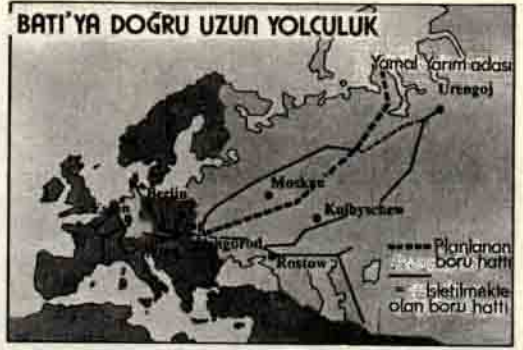 BATI'YA DOĞRU UZUN YOLCULUK
Yamal Yarım adası
Urengoj
Berlin
Moskau
Kujbyschew
Rostow
Planlanan
boru hattı
İşletilmekte
olan boru hattı